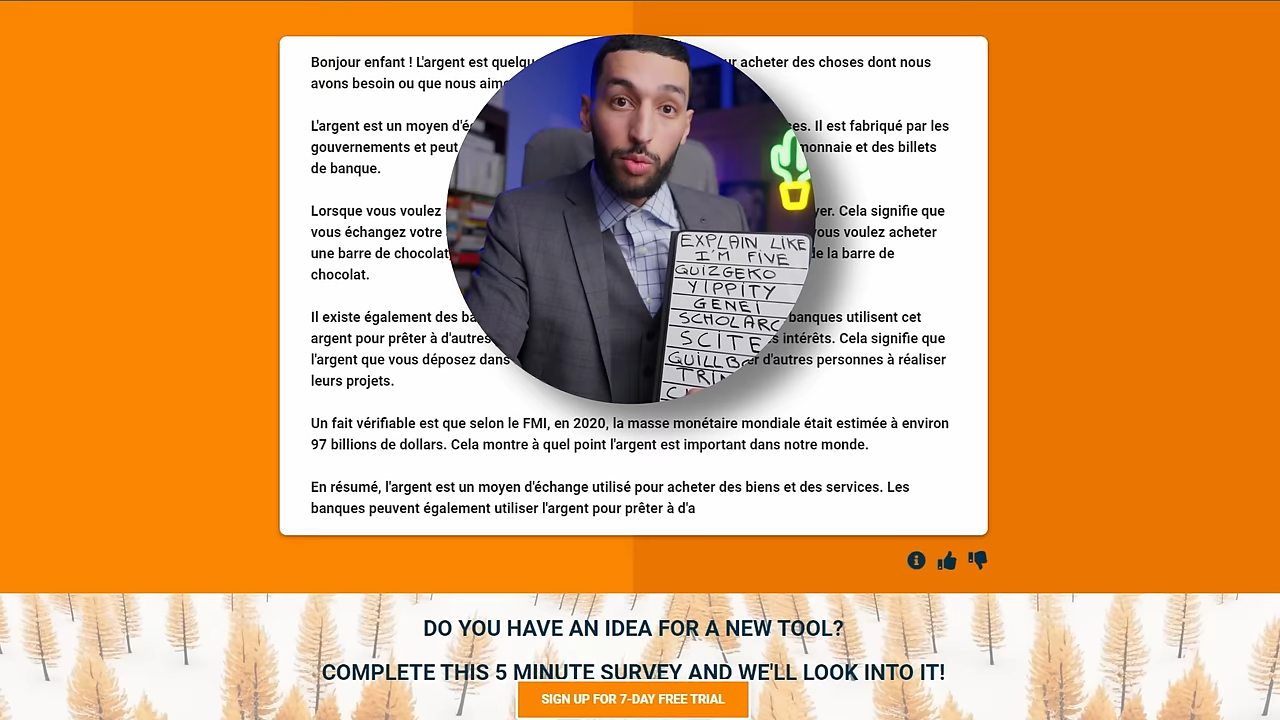 Bonjour enfant ! L'argent est acheter des choses dont nous
avons besoin ou que nous
L'argent est un moyen Il est fabriqué par les
gouvernements et peut monnaie et des billets
de banque.
Lorsque vous voulez Cela signifie que
vous échangez votre vous voulez acheter
une barre de chocolat de la barre de
chocolat.
Il existe également des banques utilisent cet
argent pour prêter à d'autres intérêts. Cela signifie que
l'argent que vous déposez dans d'autres personnes à réaliser
leurs projets.
Un fait vérifiable est que selon le FMI, en 2020, la masse monétaire mondiale était estimée à environ
97 billions de dollars. Cela montre à quel point l'argent est important dans notre monde.
En résumé, l'argent est un moyen d'échange utilisé pour acheter des biens et des services. Les
banques peuvent également utiliser l'argent pour prêter à d'a
EXPLAIN LIKE
I'M FIVE
QUIZGEKO
YIPPITY
GENEI
SCHOLARC
SCITE
QUILLB
TRIN
DO YOU HAVE AN IDEA FOR A NEW TOOL?
COMPLETE THIS 5 MINUTE SURVEY AND WE'LL LOOK INTO IT!
SIGN UP FOR 7-DAY FREE TRIAL